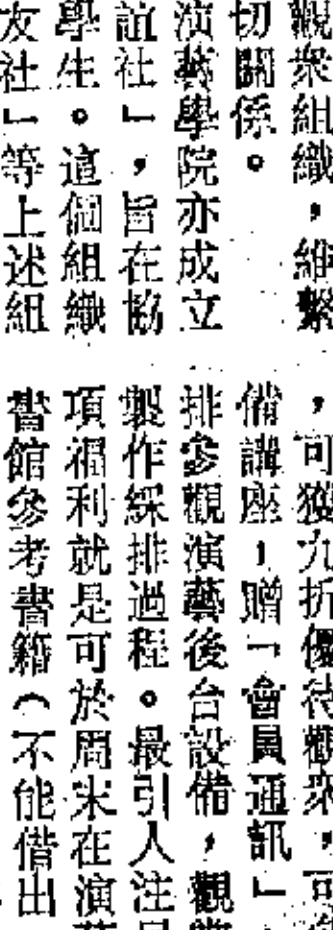 觀衆組織，維繫
切關係。
演藝學院亦成立
誼社」，旨在協
學生。這個組織
友社」等上述組
，可獲九折優待觀衆，可
備講座！贈「會員通訊」
排參觀演藝後台設備，觀
製作綵排過程。最引人注
項福利就是可於周末在演
書館參考書籍（不能借出